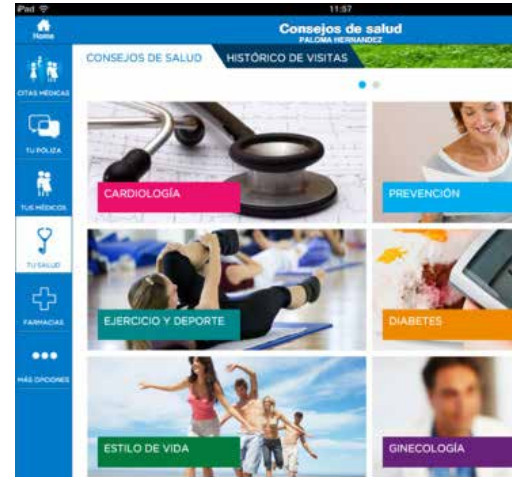 iPad
11:57
Home
Consejos de salud
PALOMA HERNANDEZ
CONSEJOS DE SALUD
HISTÓRICO DE VISITAS
CITAS MÉDICAS
TU PÓLIZA
TUS MÉDICOS
TU SALUD
FARMACIAS
MÁS OPCIONES
CARDIOLOGÍA
PREVENCIÓN
EJERCICIO Y DEPORTE
DIABETES
ESTILO DE VIDA
GINECOLOGÍA